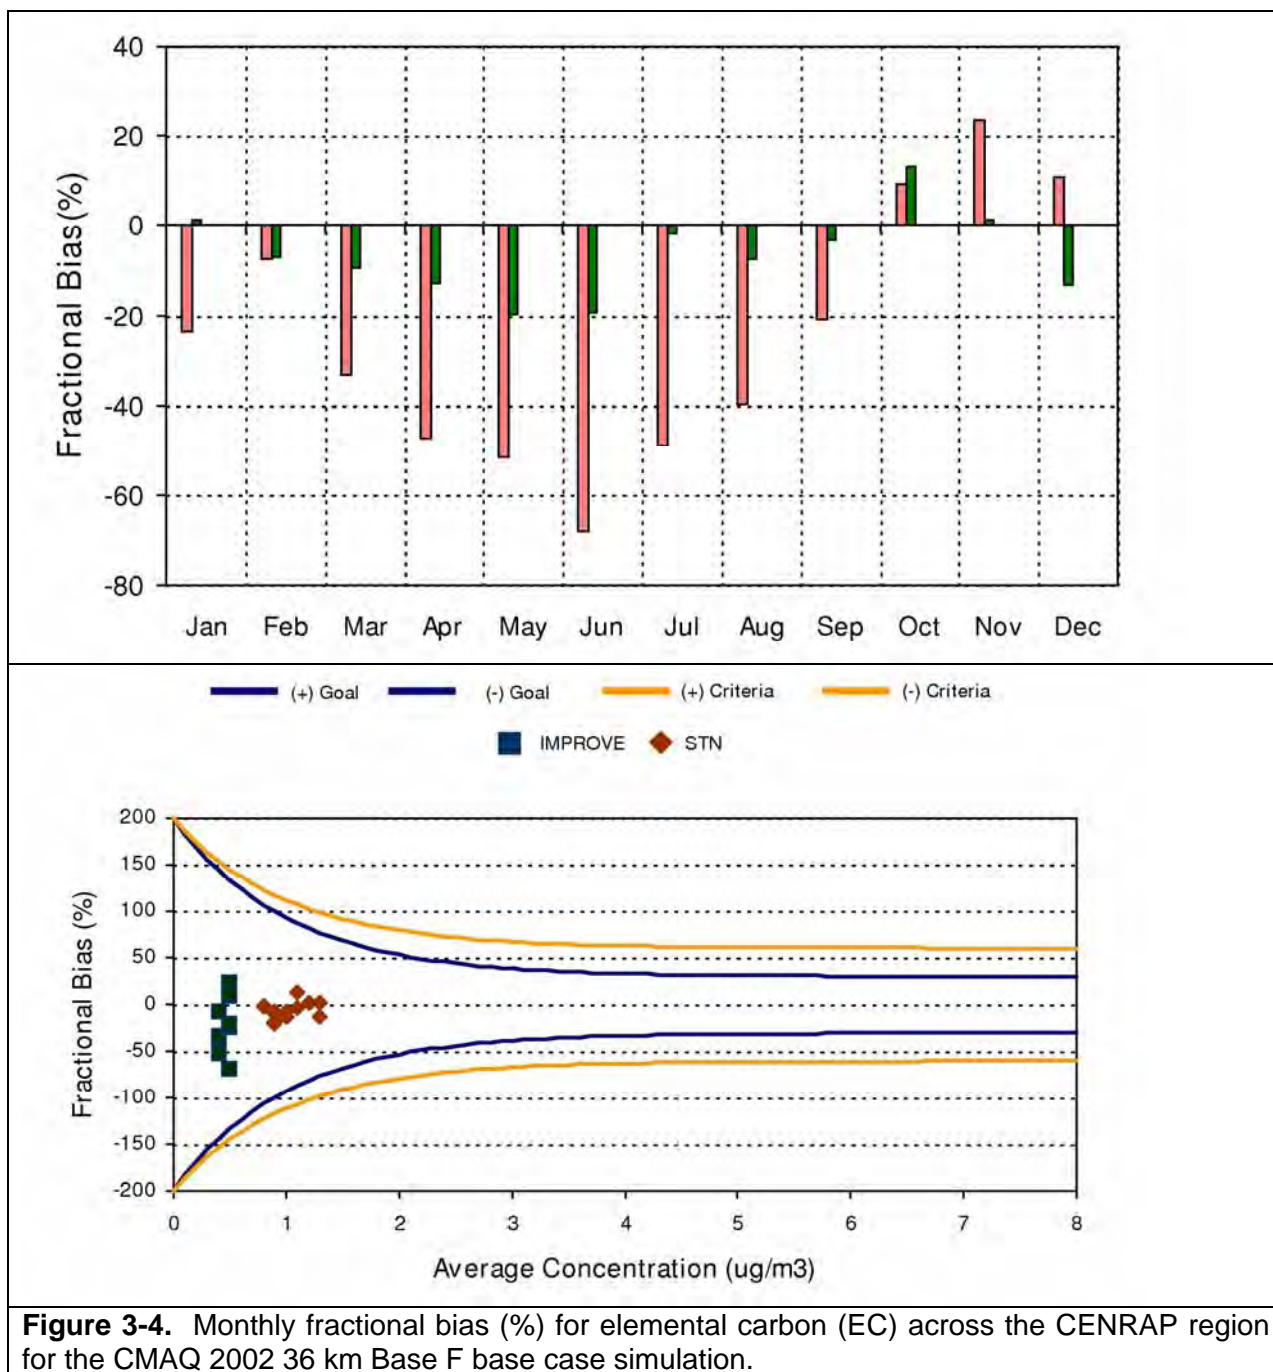 40
20
0
-20
-40
-60
-80
Fractional Bias(%)
Jan Feb Mar Apr May Jun Jul Aug Sep Oct Nov Dec
(+) Goal (-) Goal (+) Criteria (-) Criteria
IMPROVE STN
200
150
100
50
0
-50
-100
-150
-200
Fractional Bias (%)
0 1 2 3 4 5 6 7 8
Average Concentration (ug/m3)
Figure 3-4. Monthly fractional bias (%) for elemental carbon (EC) across the CENRAP region
for the CMAQ 2002 36 km Base F base case simulation.